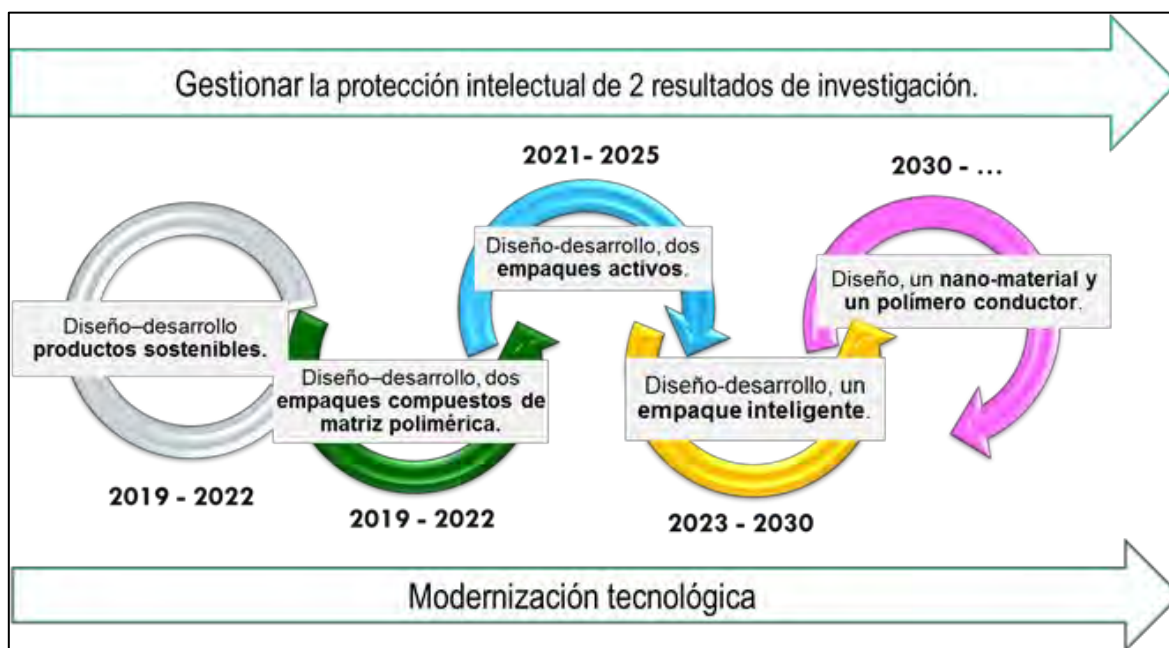 Gestionar la protección intelectual de 2 resultados de investigación.
2021- 2025
2030 - ...
Diseño-desarrollo, dos
empaques activos.
Diseño, un nano-material y
un polímero conductor.
Diseño–desarrollo
productos sostenibles.
Diseño–desarrollo, dos
empaques compuestos de
matriz polimérica.
Diseño-desarrollo, un
empaque inteligente.
2019 - 2022
2019 - 2022
2023 - 2030
Modernización tecnológica